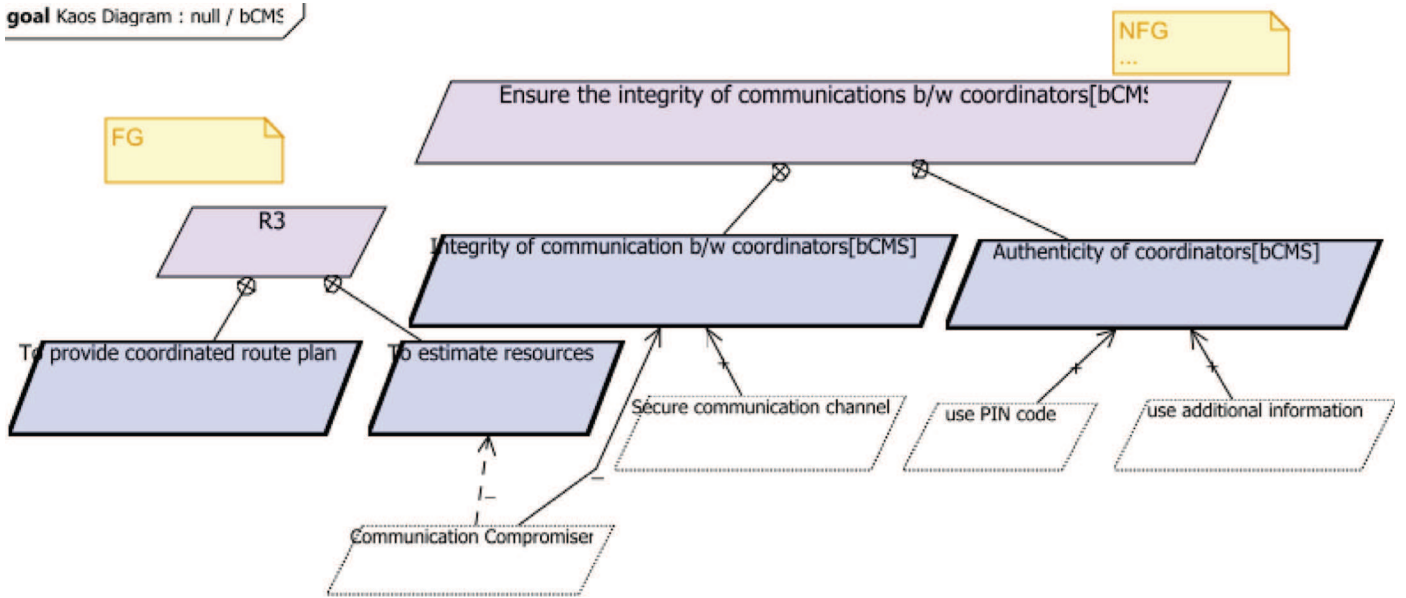 goal Kaos Diagram : null / bCMS
NFG
...
Ensure the integrity of communications b/w coordinators[bCMS
FG
R3
Integrity of communication b/w coordinators[bCMS]
Authenticity of coordinators[bCMS]
To provide coordinated route plan
To estimate resources
+
+
+
Secure communication channel
use PIN code
use additional information
–
–
Communication Compromiser